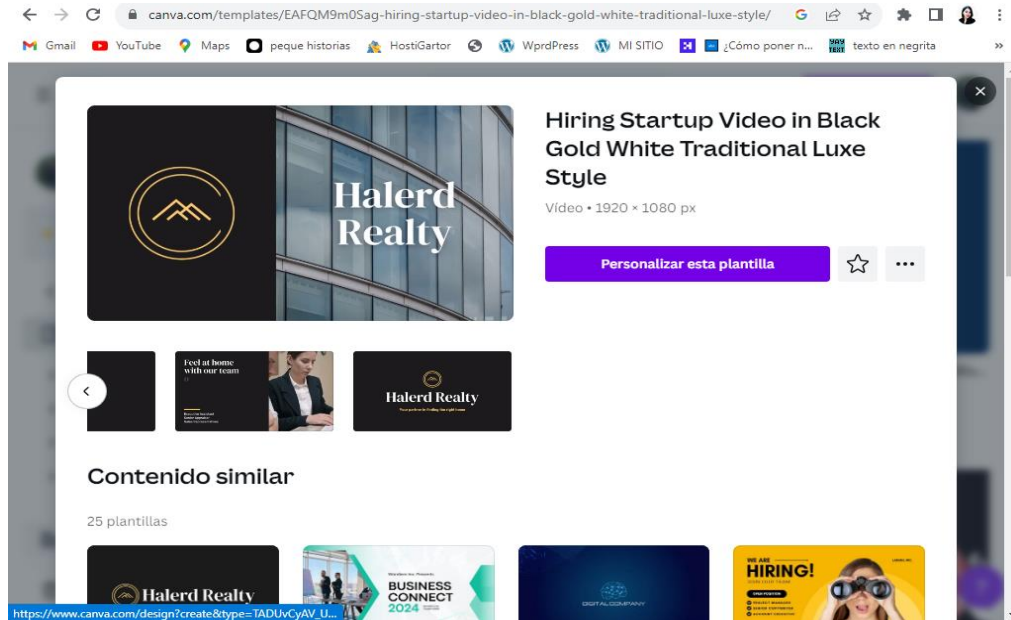 canva.com/templates/EAFQM9m0Sag-hiring-startup-video-in-black-gold-white-traditional-luxe-style/
Gmail YouTube Maps peque historias HostiGartor WprdPress MI SITIO ¿Cómo poner n... YAY TEXT texto en negrita »
Halerd
Realty
Hiring Startup Video in Black
Gold White Traditional Luxe
Style
Vídeo • 1920 × 1080 px
Personalizar esta plantilla
Feel at home
with our team
Halerd Realty
Contenido similar
25 plantillas
Halerd Realty
BUSINESS
CONNECT
2024
DIGITAL COMPANY
WE ARE
HIRING!
OPEN POSITION
https://www.canva.com/design?create&type=TADUvCyAV_U...